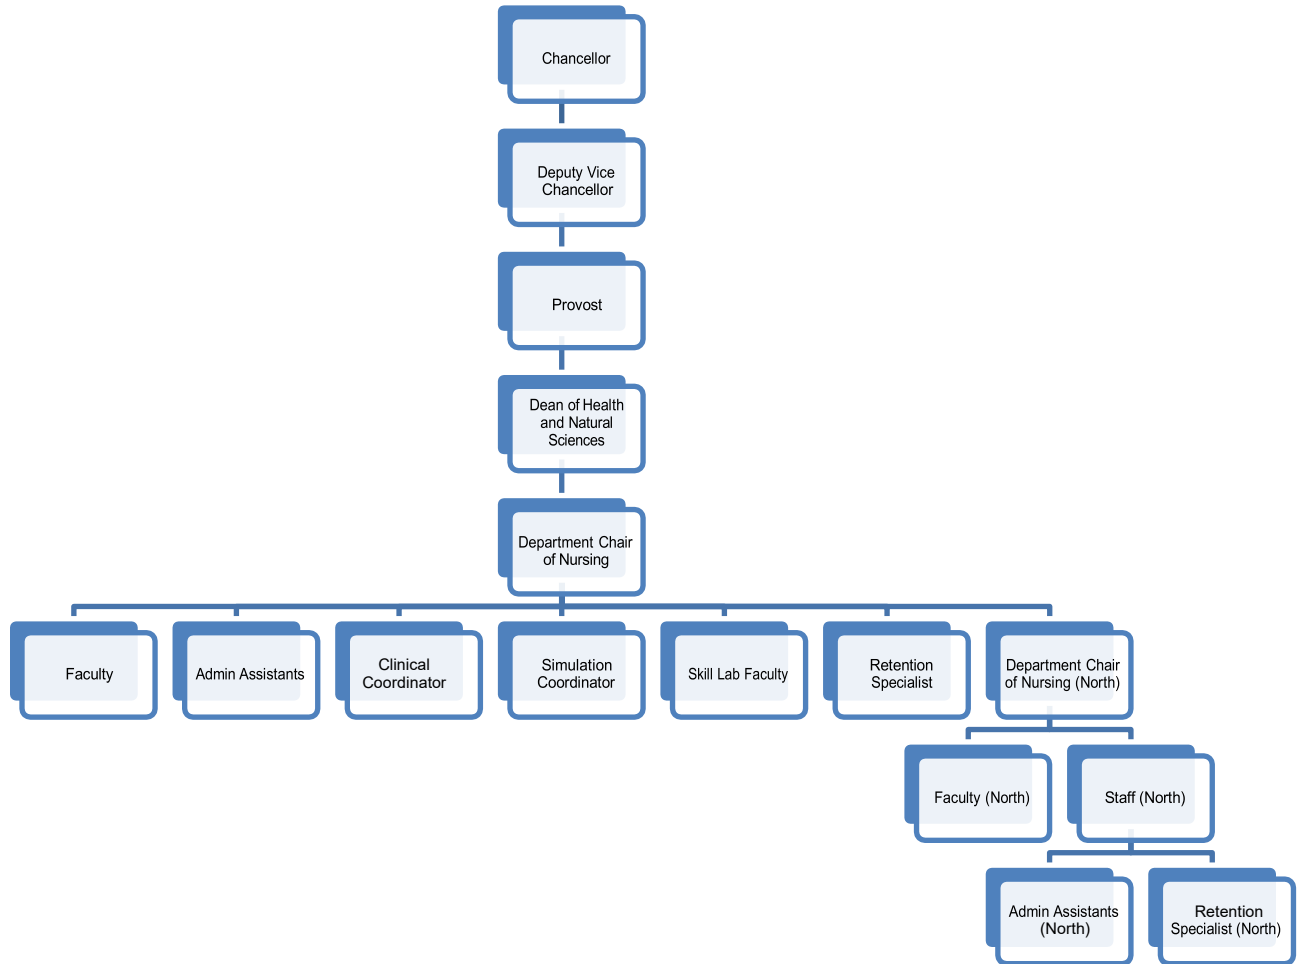 Chancellor
Deputy Vice
Chancellor
Provost
Dean of Health
and Natural
Sciences
Department Chair
of Nursing
Faculty
Admin Assistants
Clinical
Coordinator
Simulation
Coordinator
Skill Lab Faculty
Retention
Specialist
Department Chair
of Nursing (North)
Faculty (North)
Staff (North)
Admin Assistants
(North)
Retention
Specialist (North)